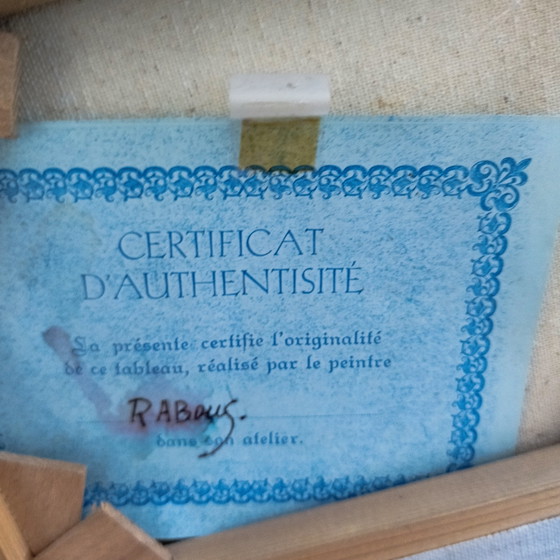 CERTIFICAT
D'AUTHENTISITÉ
La présente certifie l'originalité
de ce tableau, réalisé par le peintre
RABous.
dans son atelier.